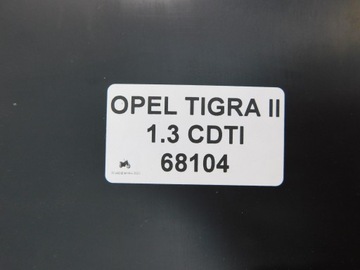 OPEL TIGRA II
1.3 CDTI
68104